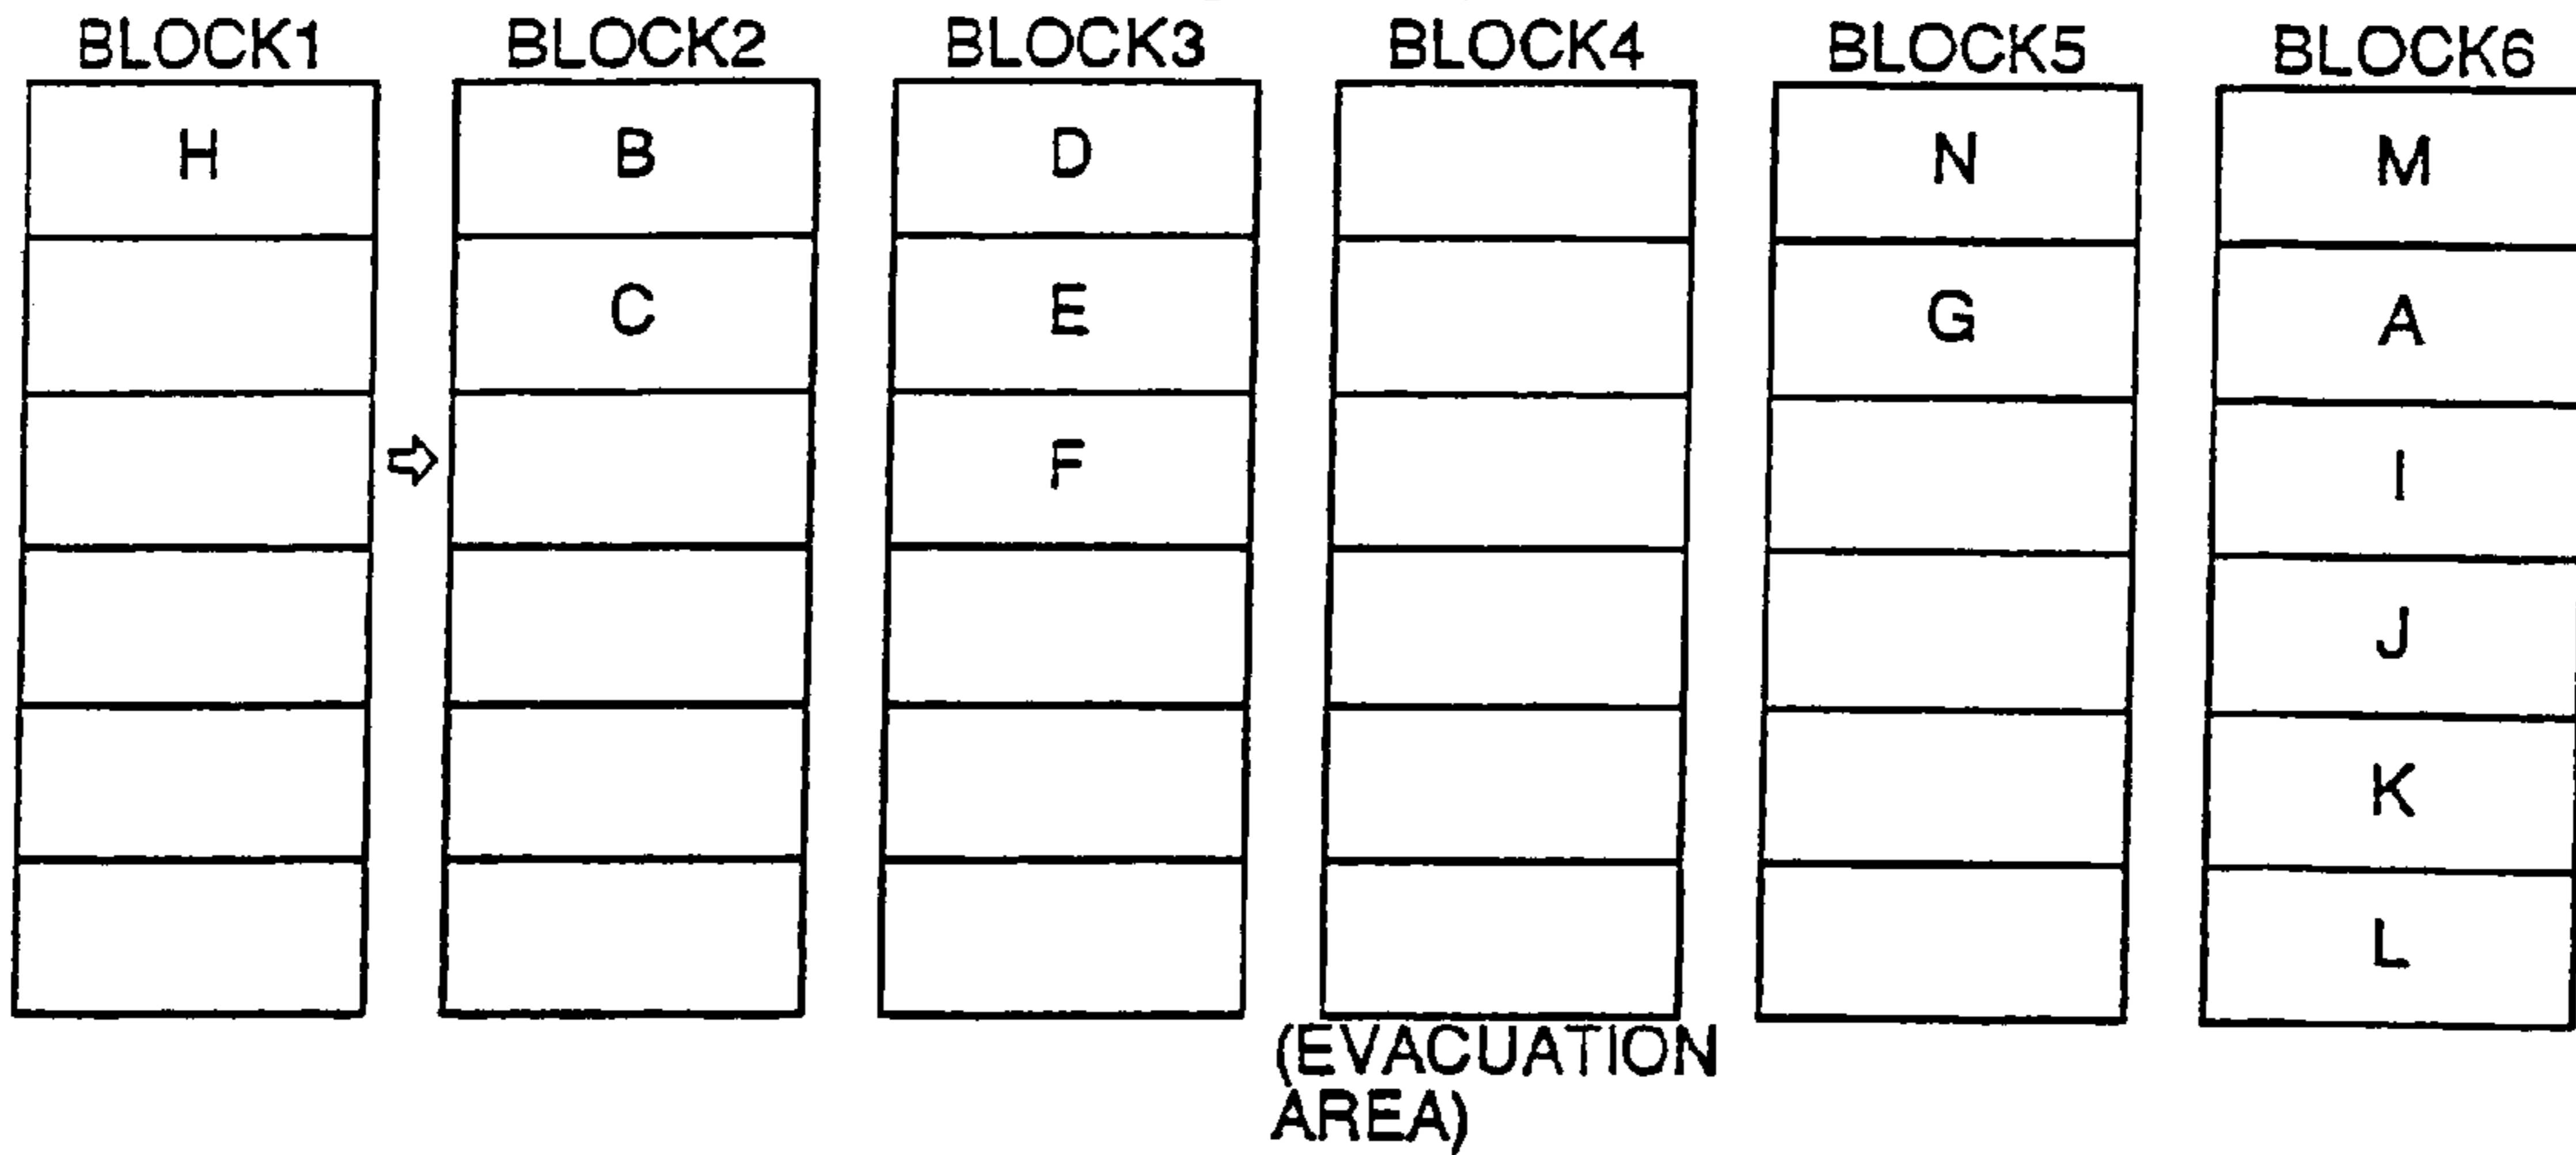 BLOCK1 BLOCK2 BLOCK3 BLOCK4 BLOCK5 BLOCK6
H B D N M
C E G A
F I
J
K
L
(EVACUATION
AREA)